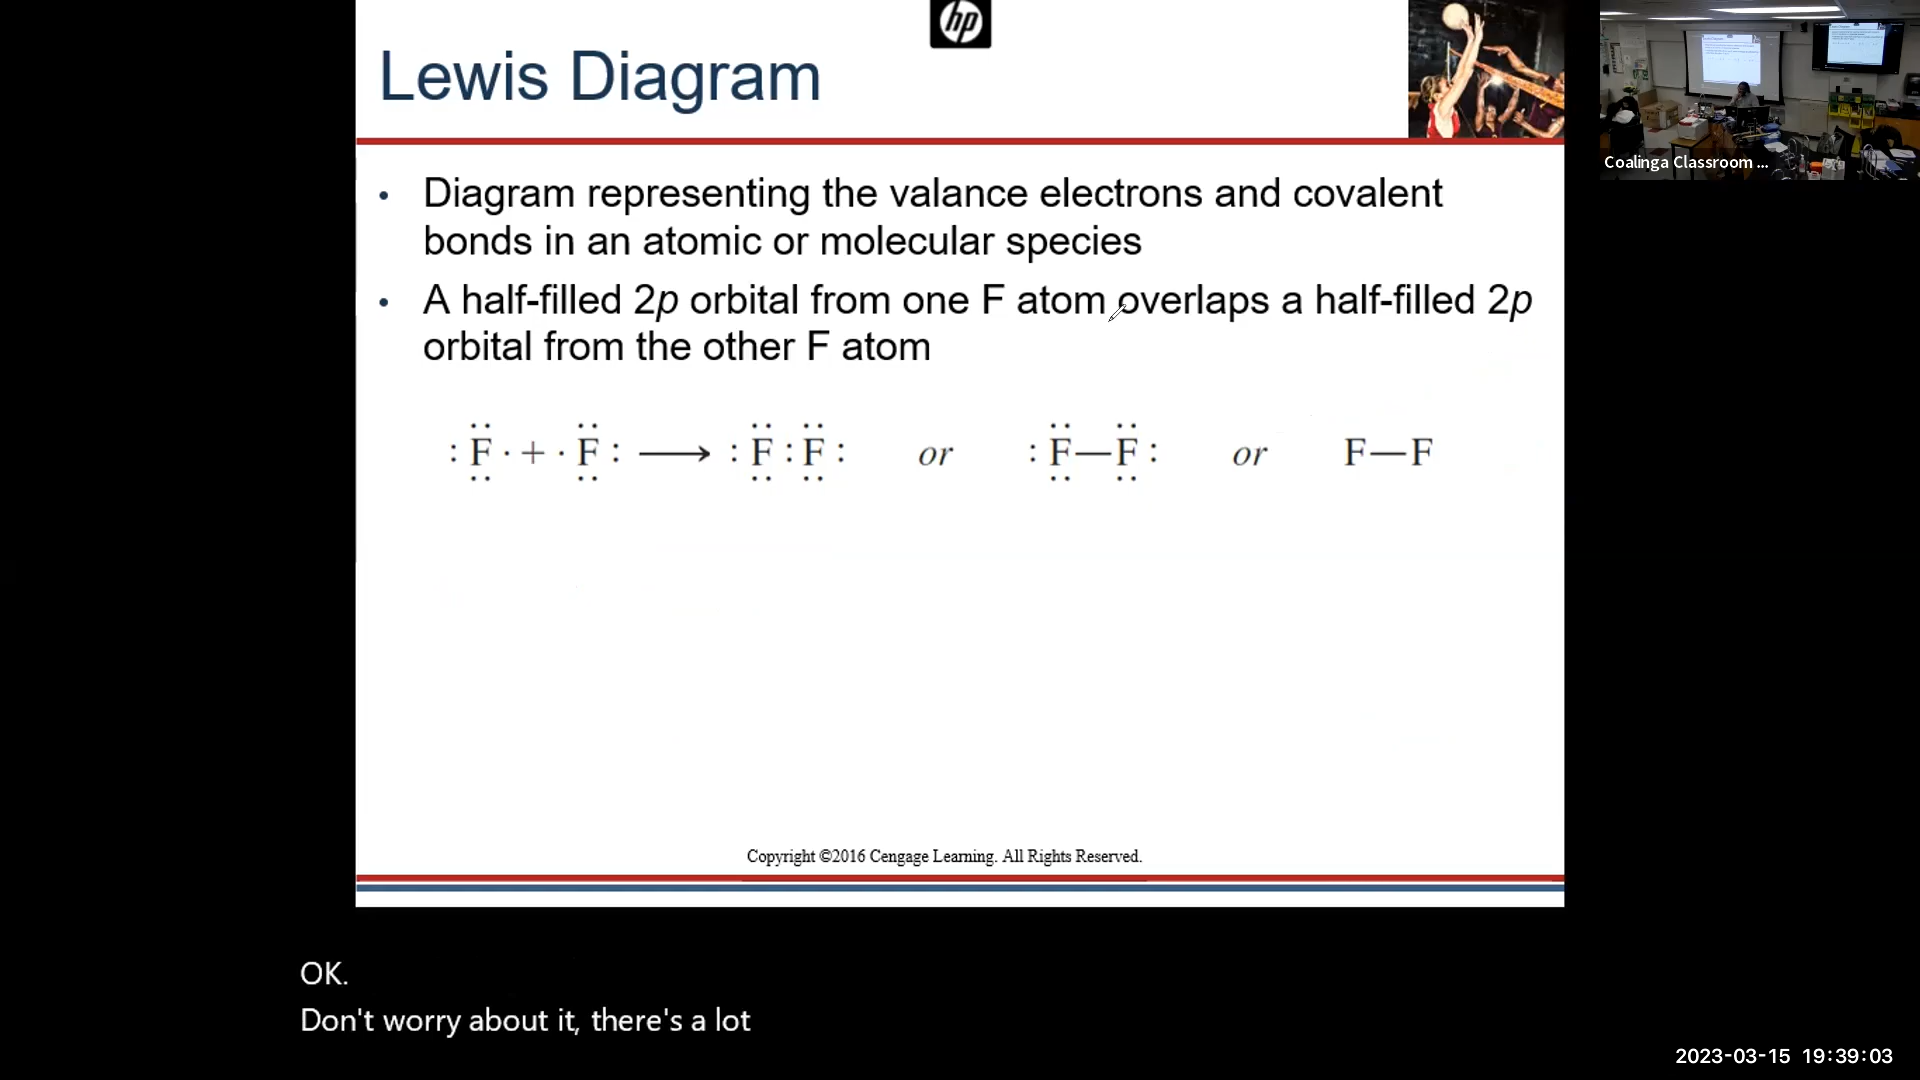 hp
Lewis Diagram
Coalinga Classroom ...
• Diagram representing the valance electrons and covalent
bonds in an atomic or molecular species
• A half-filled 2p orbital from one F atom overlaps a half-filled 2p
orbital from the other F atom
:F· + ·F: ⟶ :F:F: or :F—F: or F—F
Copyright ©2016 Cengage Learning. All Rights Reserved.
OK.
Don't worry about it, there's a lot
2023-03-15 19:39:03